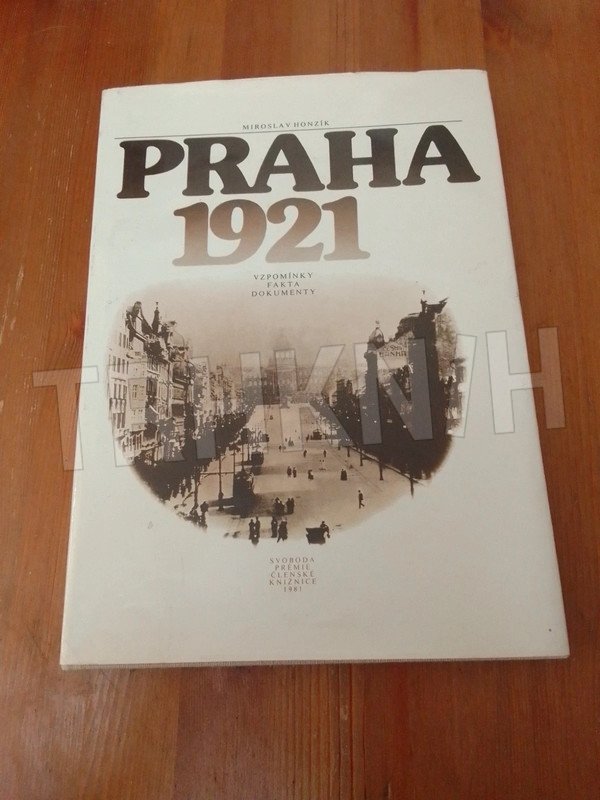 MIROSLAV HONZÍK
PRAHA
1921
VZPOMÍNKY
FAKTA
DOKUMENTY
SVOBODA
PRÉMIE
ČLENSKÉ
KNIŽNICE
1981